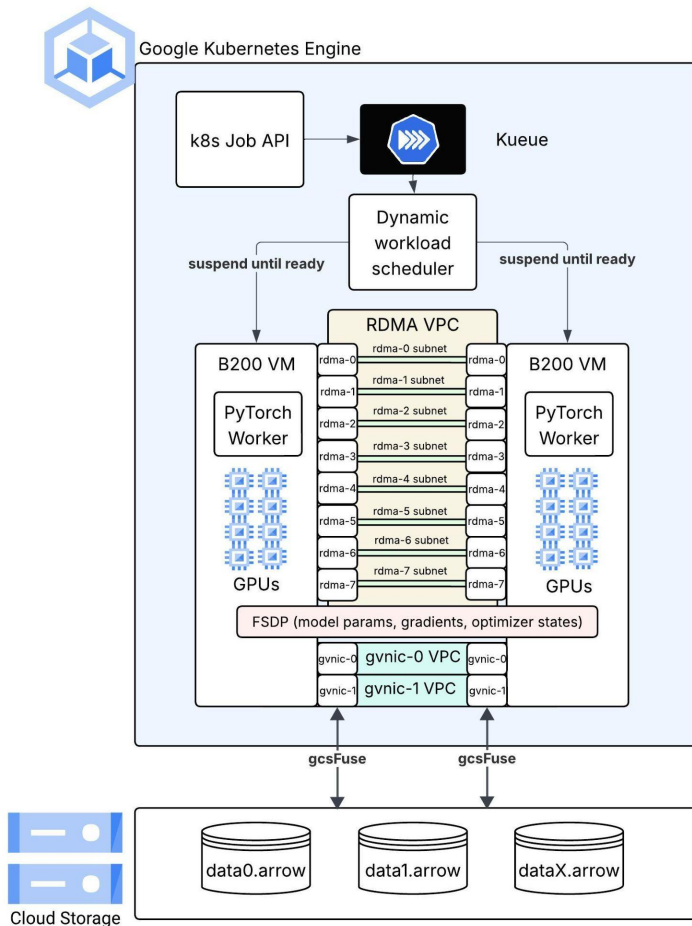 Google Kubernetes Engine
k8s Job API
Kueue
Dynamic
workload
scheduler
suspend until ready
suspend until ready
RDMA VPC
B200 VM
B200 VM
rdma-0
rdma-0 subnet
rdma-0
rdma-1
rdma-1 subnet
rdma-1
PyTorch
Worker
PyTorch
Worker
rdma-2
rdma-2 subnet
rdma-2
rdma-3
rdma-3 subnet
rdma-3
rdma-4
rdma-4 subnet
rdma-4
rdma-5
rdma-5 subnet
rdma-5
rdma-6
rdma-6 subnet
rdma-6
rdma-7
rdma-7 subnet
rdma-7
GPUs
GPUs
FSDP (model params, gradients, optimizer states)
gvnic-0
gvnic-0 VPC
gvnic-0
gvnic-1
gvnic-1 VPC
gvnic-1
gcsFuse
gcsFuse
data0.arrow
data1.arrow
dataX.arrow
Cloud Storage